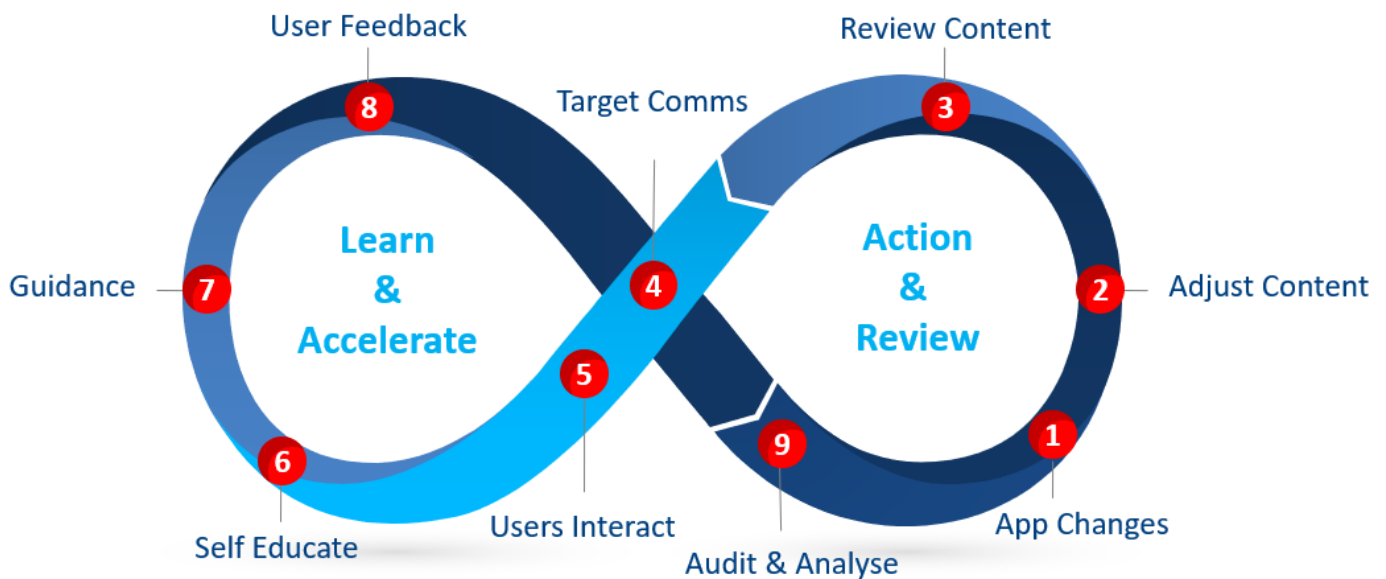 User Feedback
Review Content
8
3
Target Comms
Learn
&
Accelerate
Action
&
Review
Guidance
7
4
2
Adjust Content
5
6
9
1
Users Interact
App Changes
Self Educate
Audit & Analyse